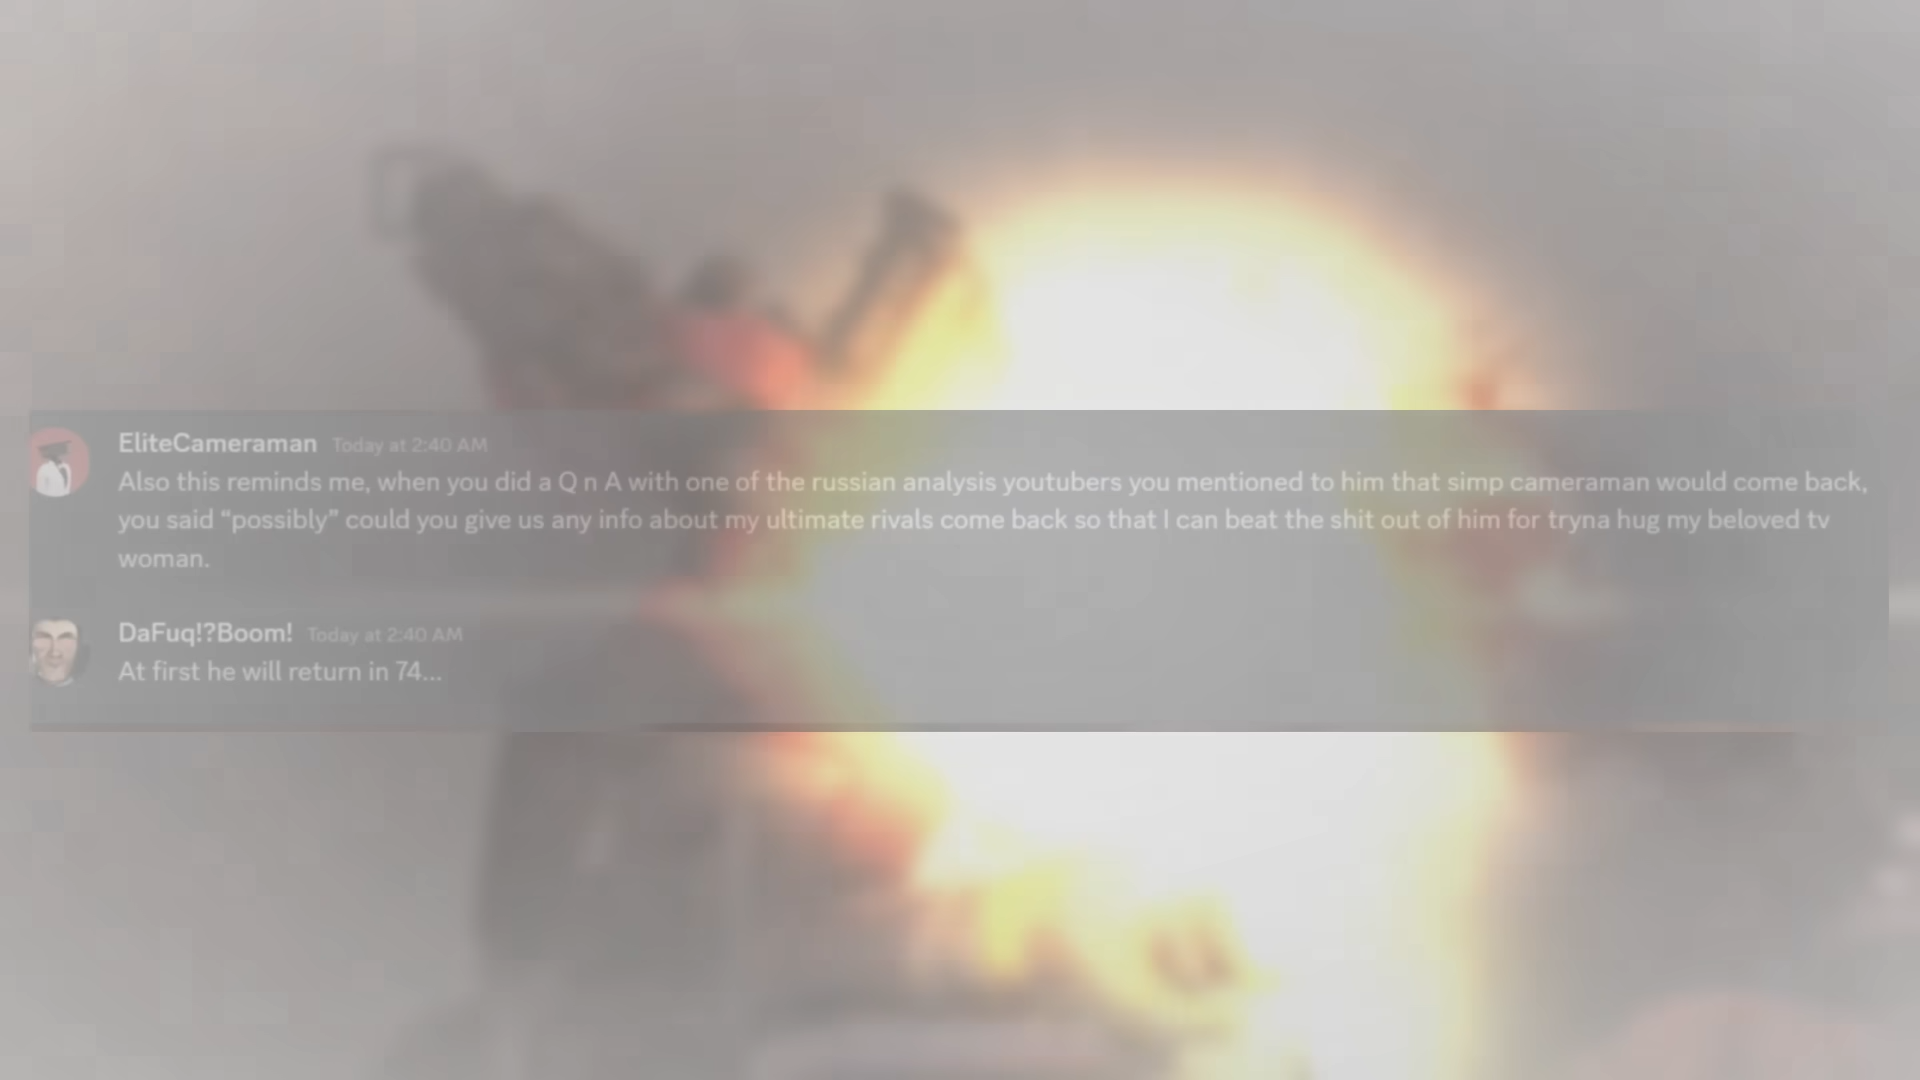 EliteCameraman Today at 2:40 AM
Also this reminds me, when you did a Q n A with one of the russian analysis youtubers you mentioned to him that simp cameraman would come back,
you said “possibly” could you give us any info about my ultimate rivals come back so that I can beat the shit out of him for tryna hug my beloved tv
woman.
DaFuq!?Boom! Today at 2:40 AM
At first he will return in 74...